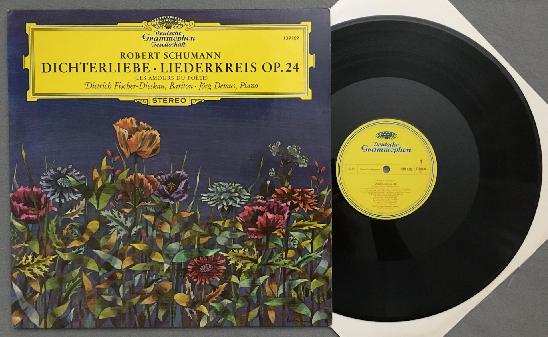 Deutsche
Grammophon
Gesellschaft
ROBERT SCHUMANN
DICHTERLIEBE · LIEDERKREIS OP. 24
(LES AMOURS DU POÈTE)
Dietrich Fischer-Dieskau, Bariton · Jörg Demus, Piano
STEREO
Deutsche
Grammophon